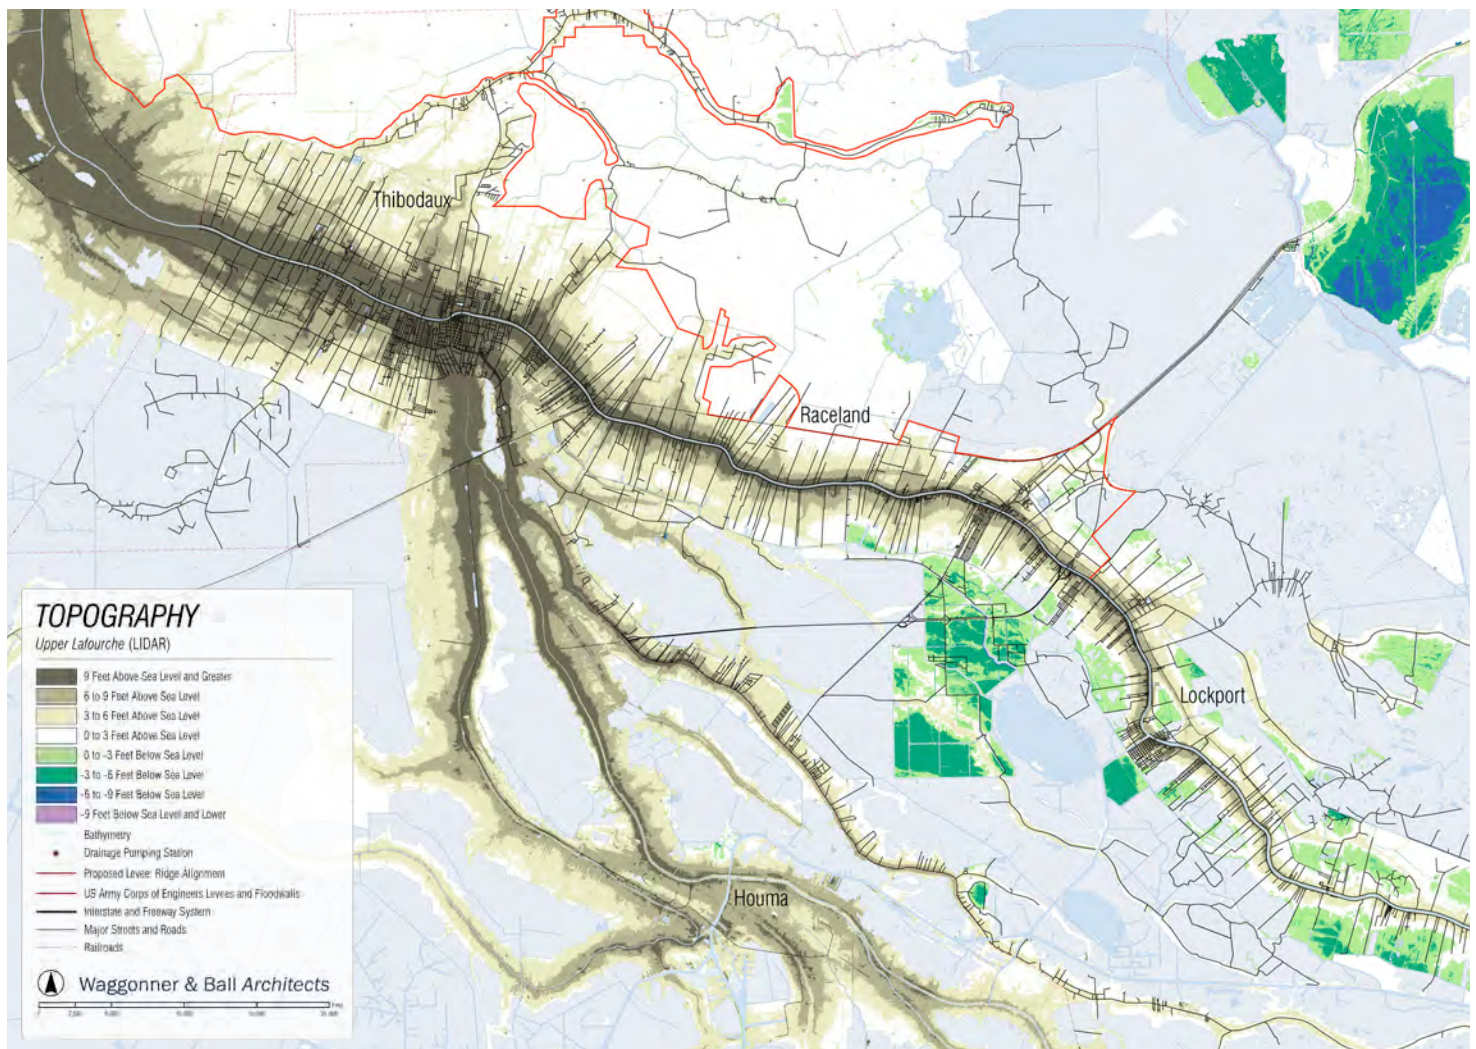 Thibodaux
Raceland
Lockport
Houma
TOPOGRAPHY
Upper Lafourche (LIDAR)
9 Feet Above Sea Level and Greater
6 to 9 Feet Above Sea Level
3 to 6 Feet Above Sea Level
0 to 3 Feet Above Sea Level
0 to -3 Feet Below Sea Level
-3 to -6 Feet Below Sea Level
-6 to -9 Feet Below Sea Level
-9 Feet Below Sea Level and Lower
Bathymetry
Drainage Pumping Station
Proposed Levee: Ridge Alignment
US Army Corps of Engineers Levees and Floodwalls
Interstate and Freeway System
Major Streets and Roads
Railroads
Waggonner & Ball Architects